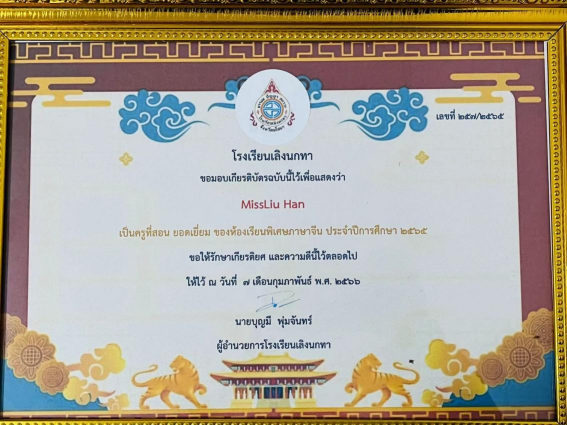 เลขที่ ๒๕๗/๒๕๖๕
โรงเรียนเลิงนกทา
ขอมอบเกียรติบัตรฉบับนี้ไว้เพื่อแสดงว่า
MissLiu Han
เป็นครูที่สอน ยอดเยี่ยม ของห้องเรียนพิเศษภาษาจีน ประจำปีการศึกษา ๒๕๖๕
ขอให้รักษาเกียรติยศ และความดีนี้ไว้ตลอดไป
ให้ไว้ ณ วันที่ ๗ เดือนกุมภาพันธ์ พ.ศ. ๒๕๖๖
นายบุญมี พุ่มจันทร์
ผู้อำนวยการโรงเรียนเลิงนกทา